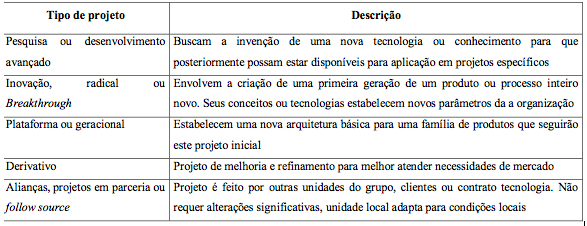 Tipo de projeto Descrição
Pesquisa ou desenvolvimento Buscam a invenção de uma nova tecnologia ou conhecimento para que
avançado posteriormente possam estar disponíveis para aplicação em projetos específicos
Inovação, radical ou Envolvem a criação de uma primeira geração de um produto ou processo inteiro
Breakthrough novo. Seus conceitos ou tecnologias estabelecem novos parâmetros da a organização
Plataforma ou geracional Estabelecem uma nova arquitetura básica para uma família de produtos que seguirão
este projeto inicial
Derivativo Projeto de melhoria e refinamento para melhor atender necessidades de mercado
Alianças, projetos em parceria ou Projeto é feito por outras unidades do grupo, clientes ou contrato tecnologia. Não
follow source requer alterações significativas, unidade local adapta para condições locais